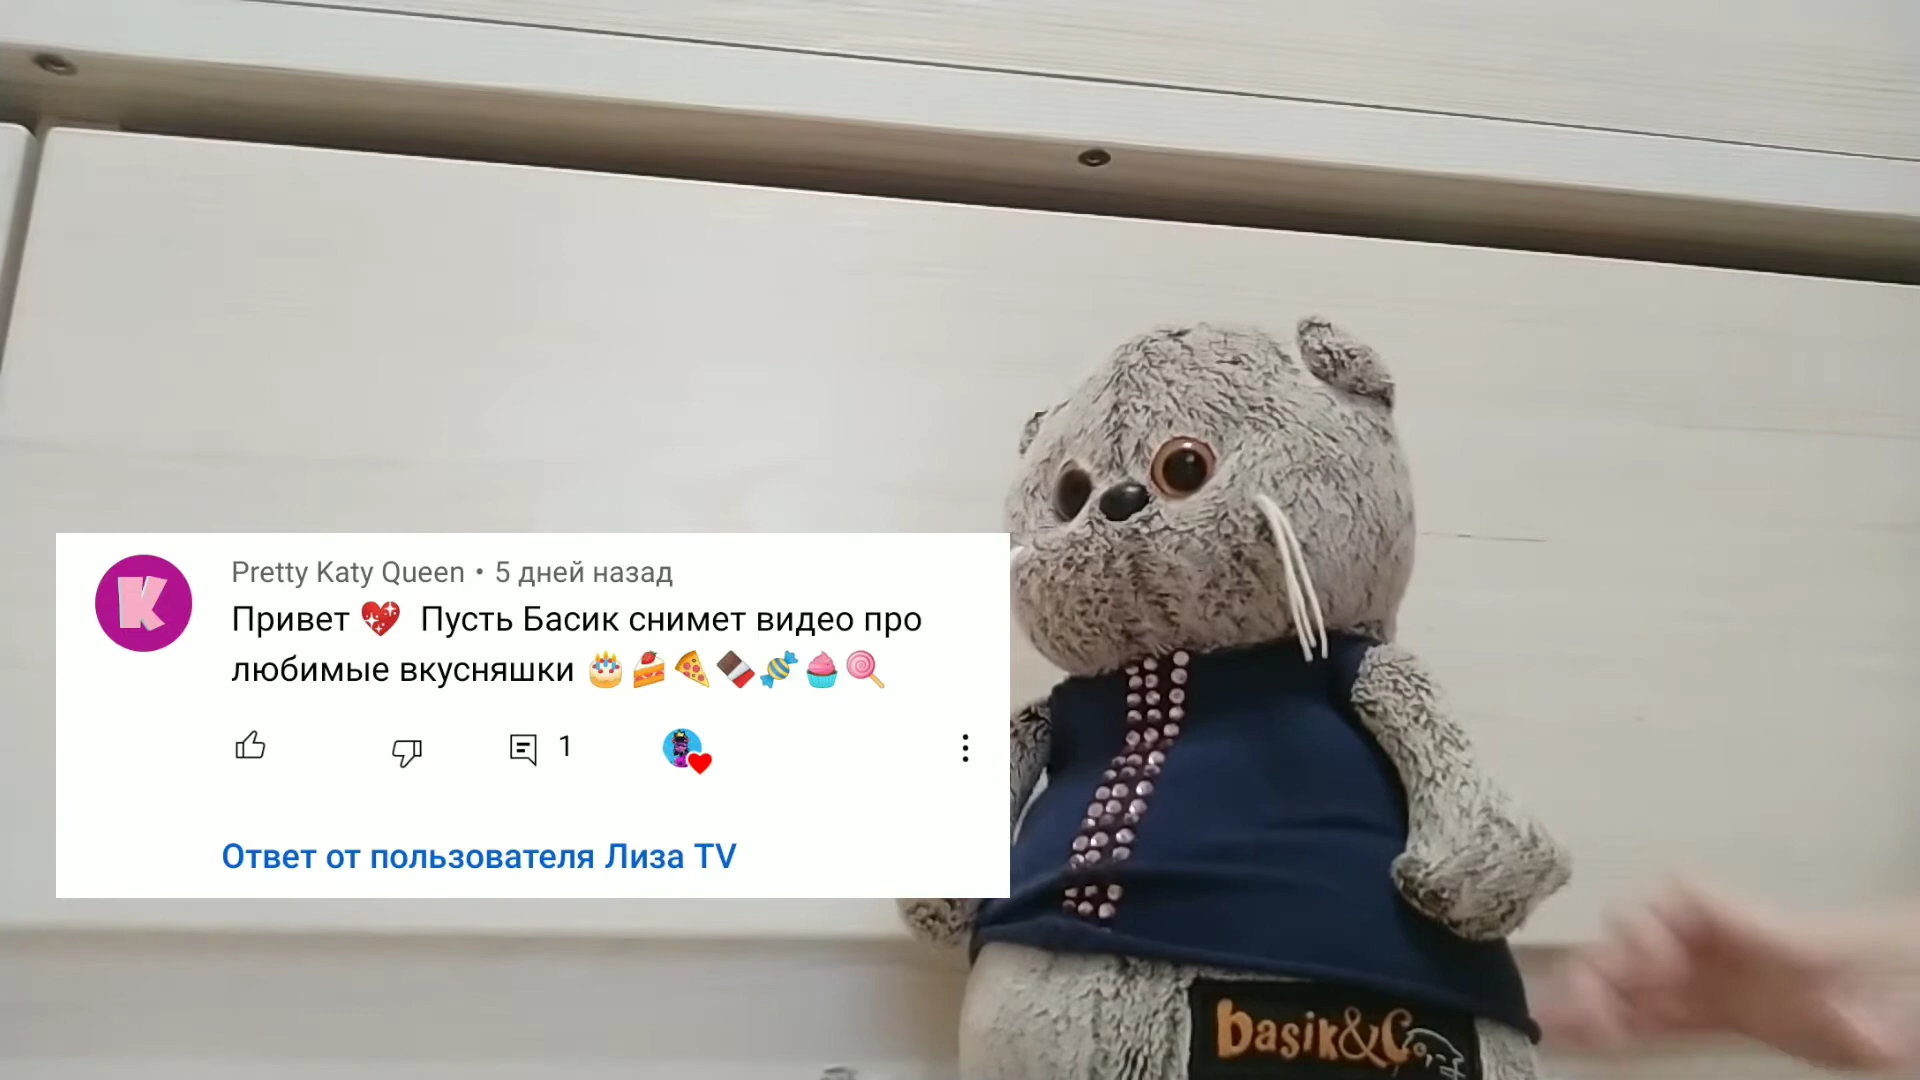 Pretty Katy Queen • 5 дней назад
Привет 💖 Пусть Басик снимет видео про
любимые вкусняшки 🎂🍰🍕🍫🍬🧁🍭
1
Ответ от пользователя Лиза TV
basik&Co